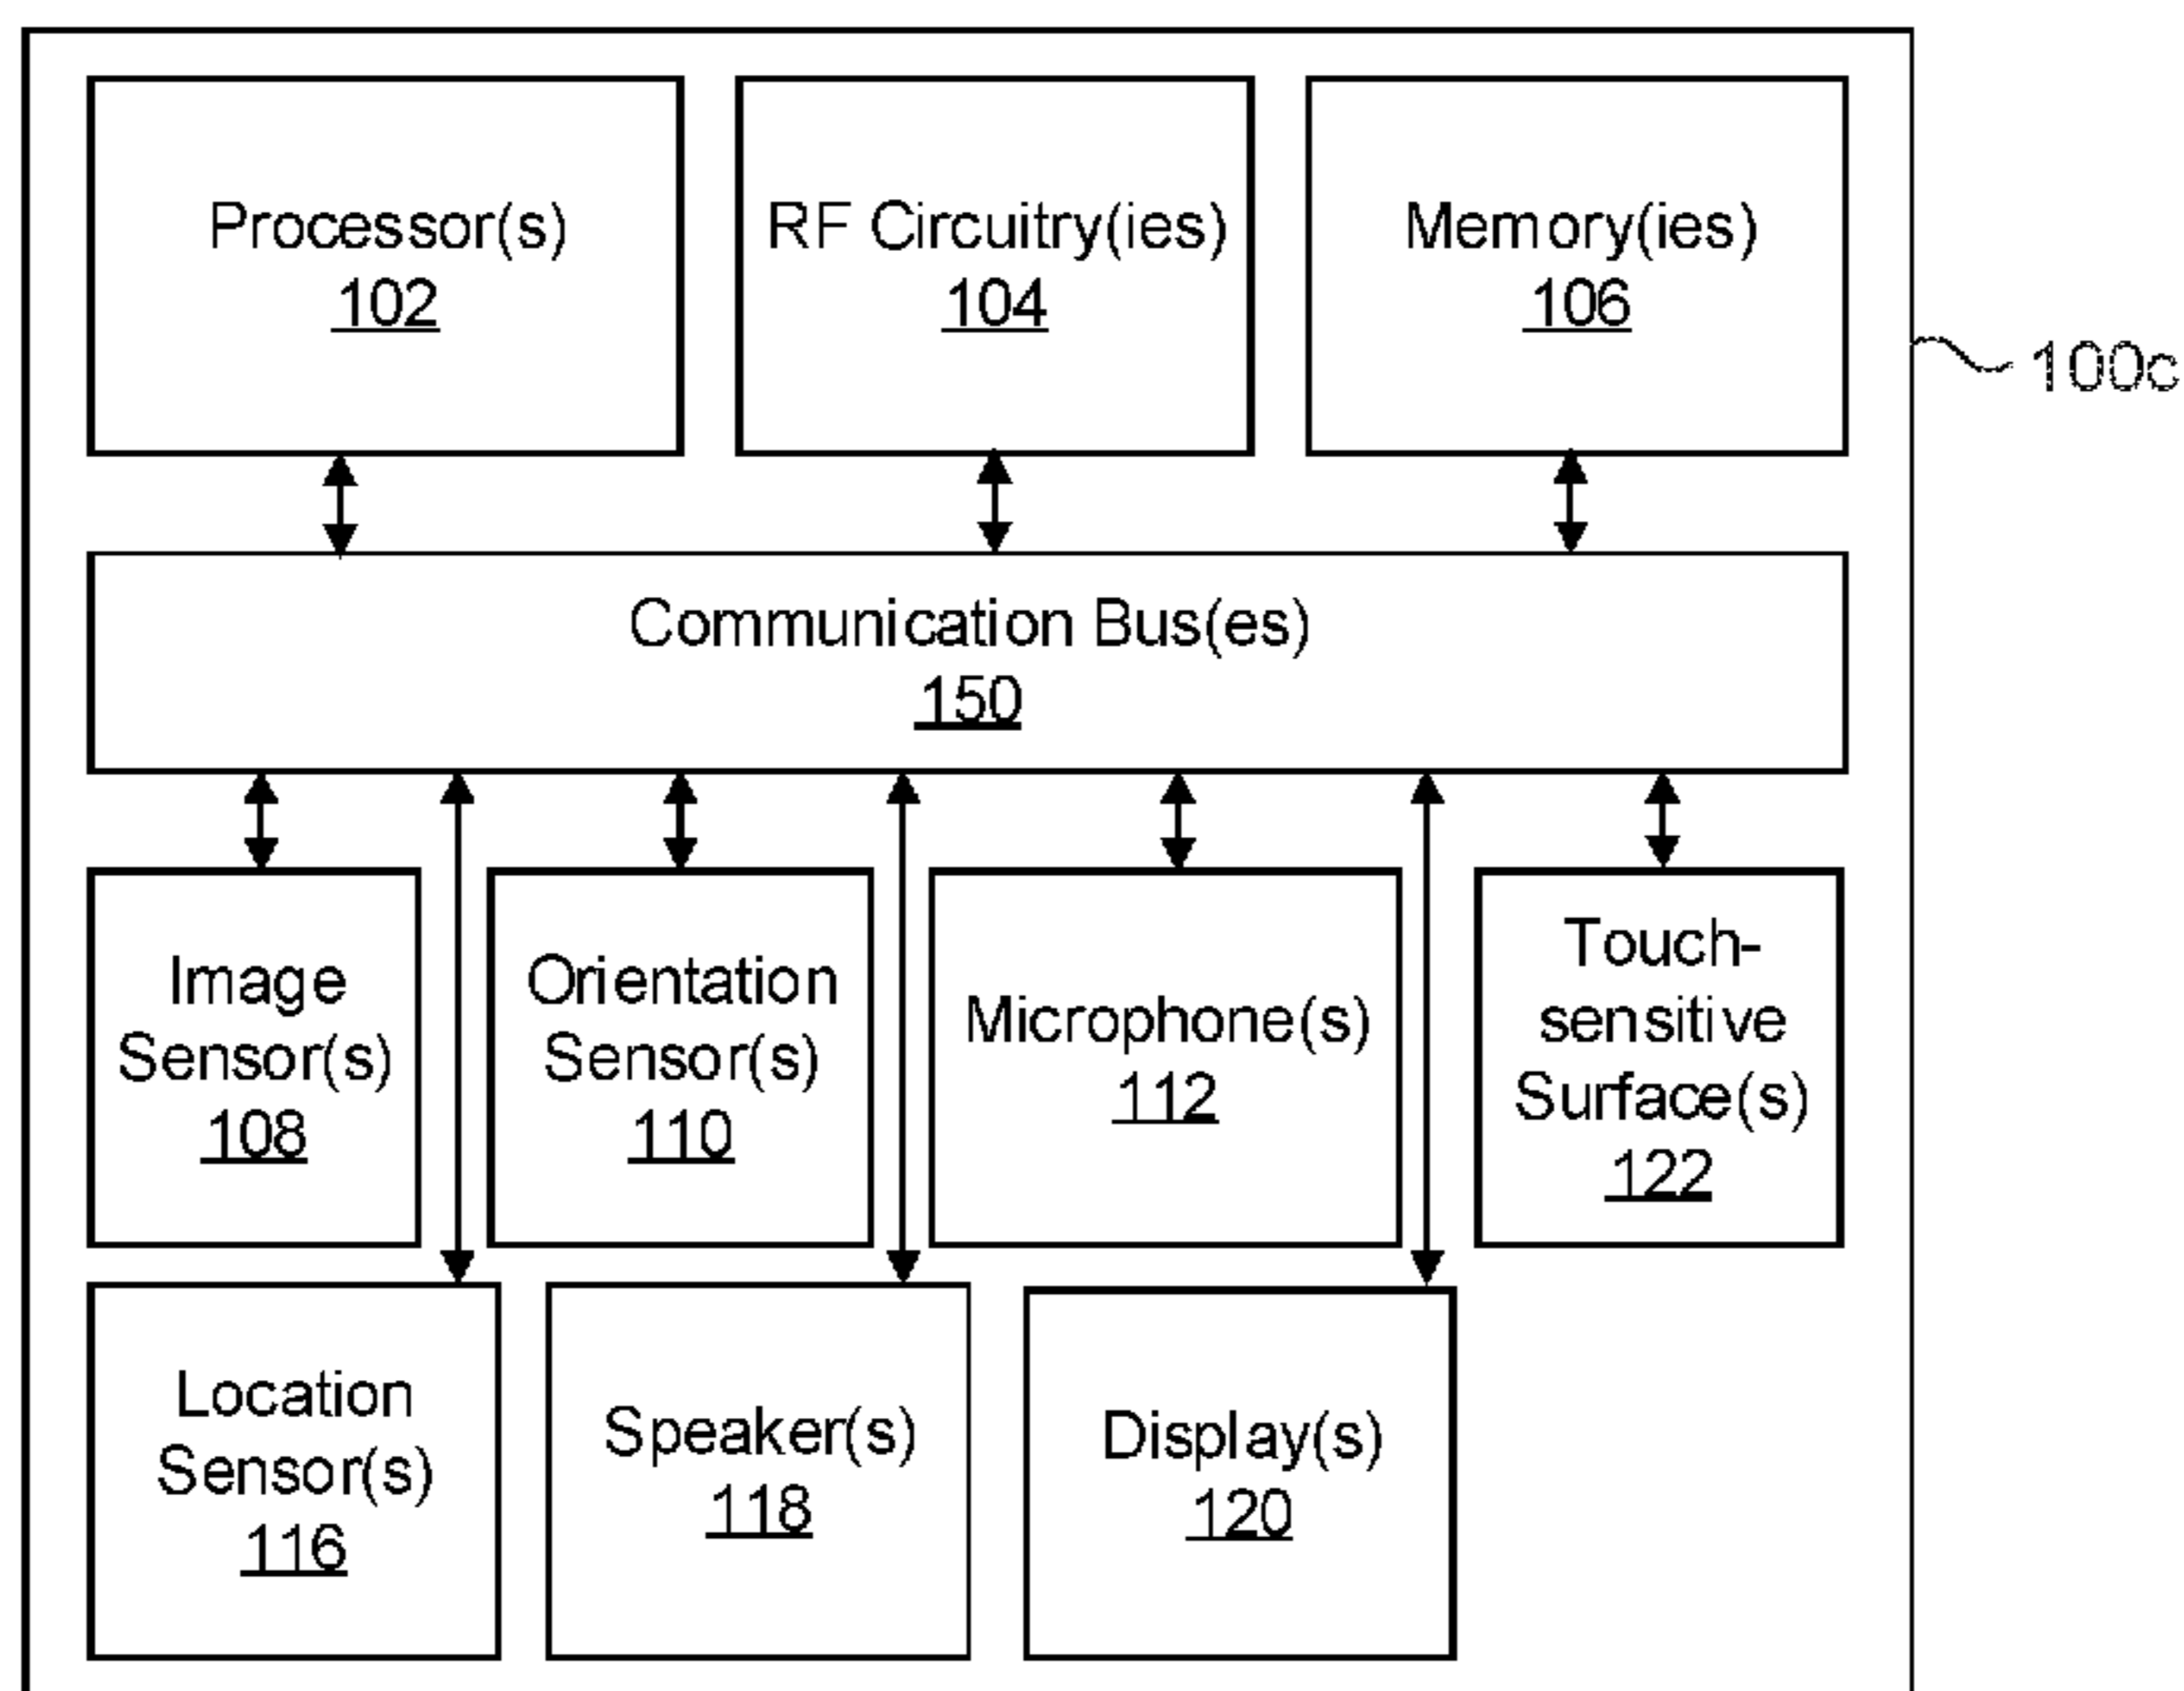 Processor(s)
102
RF Circuitry(ies)
104
Memory(ies)
106
100c
Communication Bus(es)
150
Image
Sensor(s)
108
Orientation
Sensor(s)
110
Microphone(s)
112
Touch-
sensitive
Surface(s)
122
Location
Sensor(s)
116
Speaker(s)
118
Display(s)
120